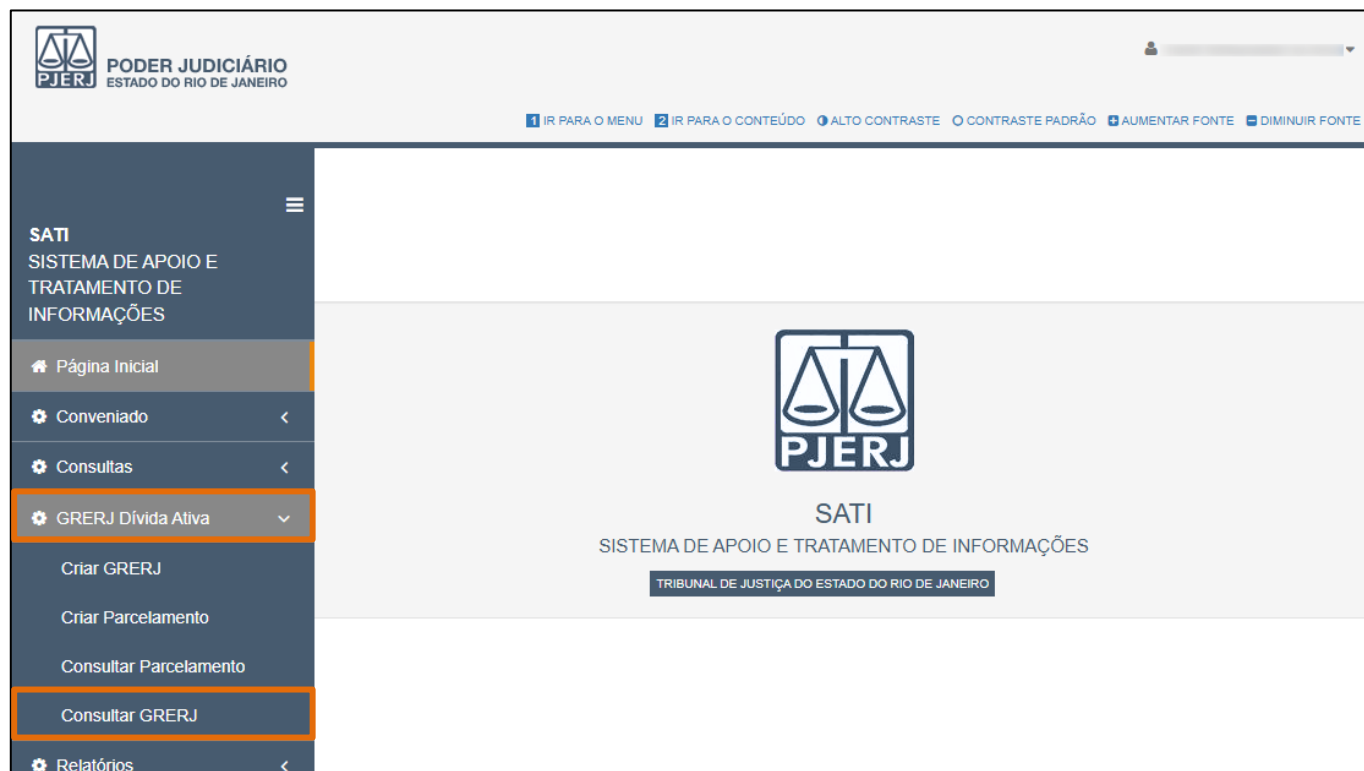 PJERJ
PODER JUDICIÁRIO
ESTADO DO RIO DE JANEIRO
1 IR PARA O MENU 2 IR PARA O CONTEÚDO ALTO CONTRASTE CONTRASTE PADRÃO AUMENTAR FONTE DIMINUIR FONTE
SATI
SISTEMA DE APOIO E
TRATAMENTO DE
INFORMAÇÕES
Página Inicial
Conveniado
Consultas
GRERJ Dívida Ativa
Criar GRERJ
Criar Parcelamento
Consultar Parcelamento
Consultar GRERJ
Relatórios
PJERJ
SATI
SISTEMA DE APOIO E TRATAMENTO DE INFORMAÇÕES
TRIBUNAL DE JUSTIÇA DO ESTADO DO RIO DE JANEIRO